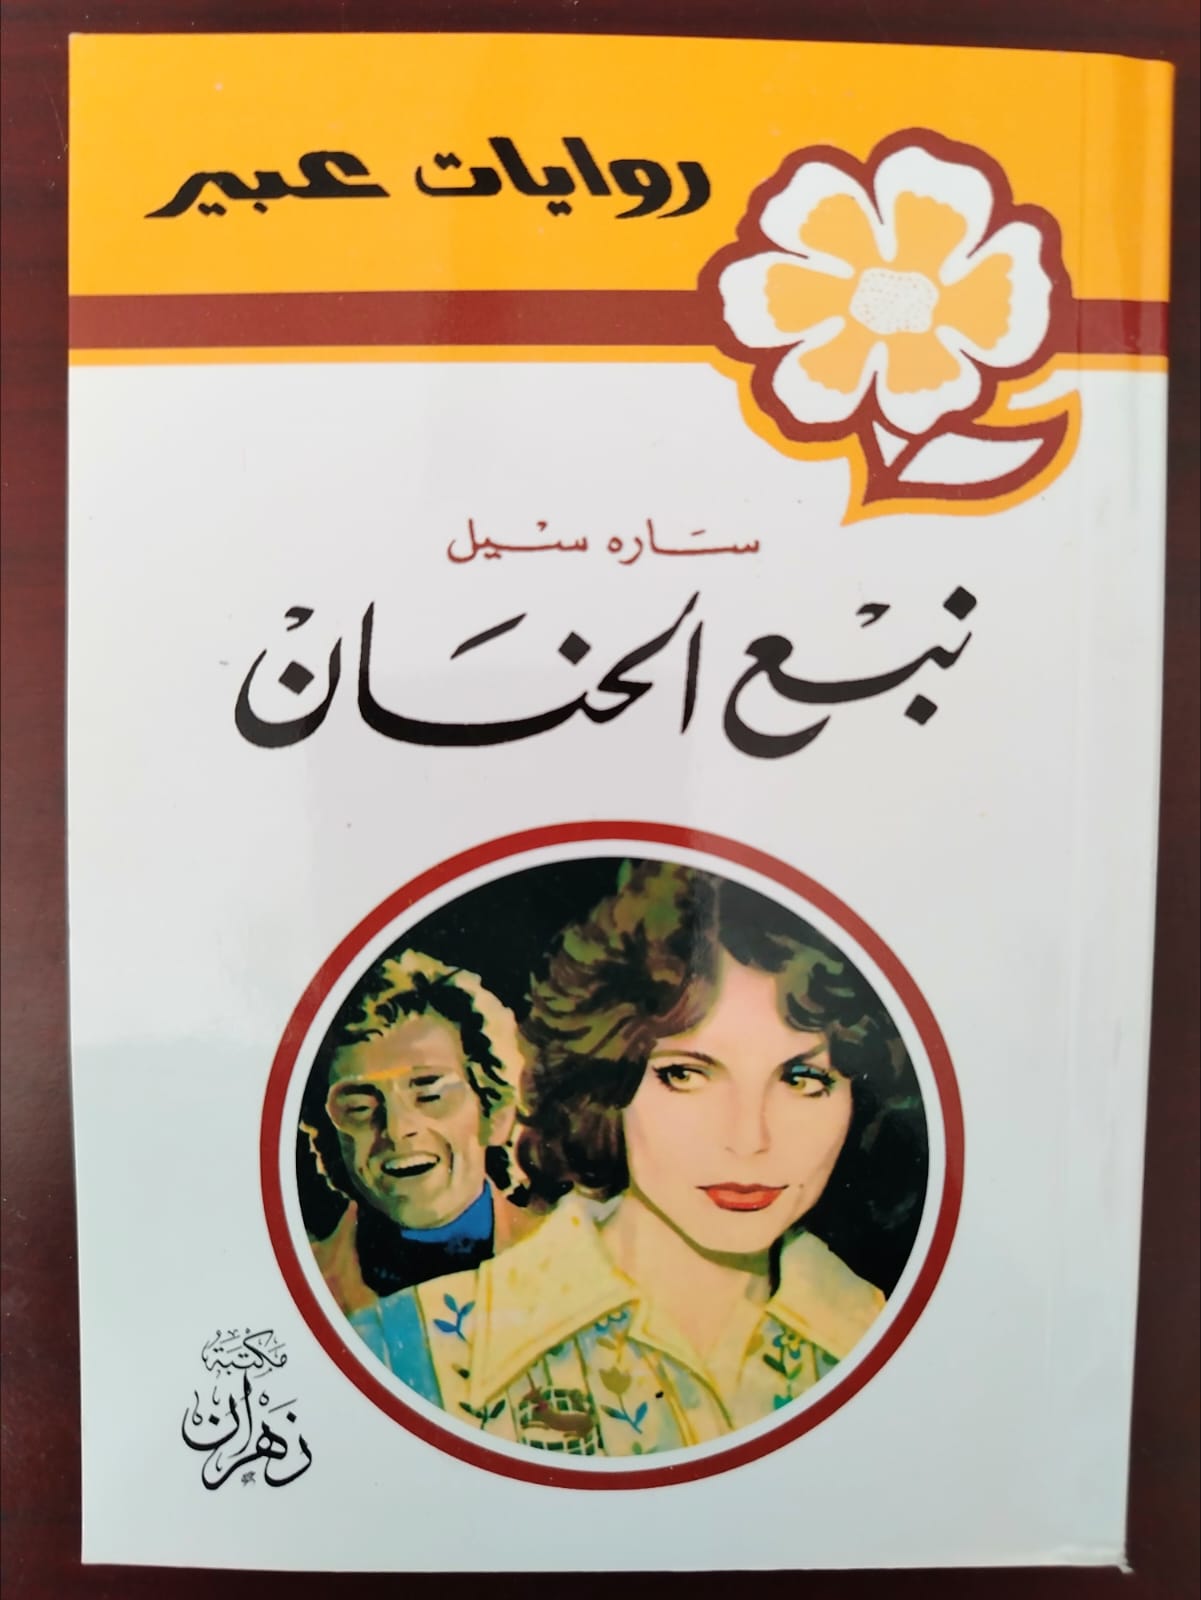 روايات عبير
ساره سيل
نبع الحنان
مكتبة
زهران